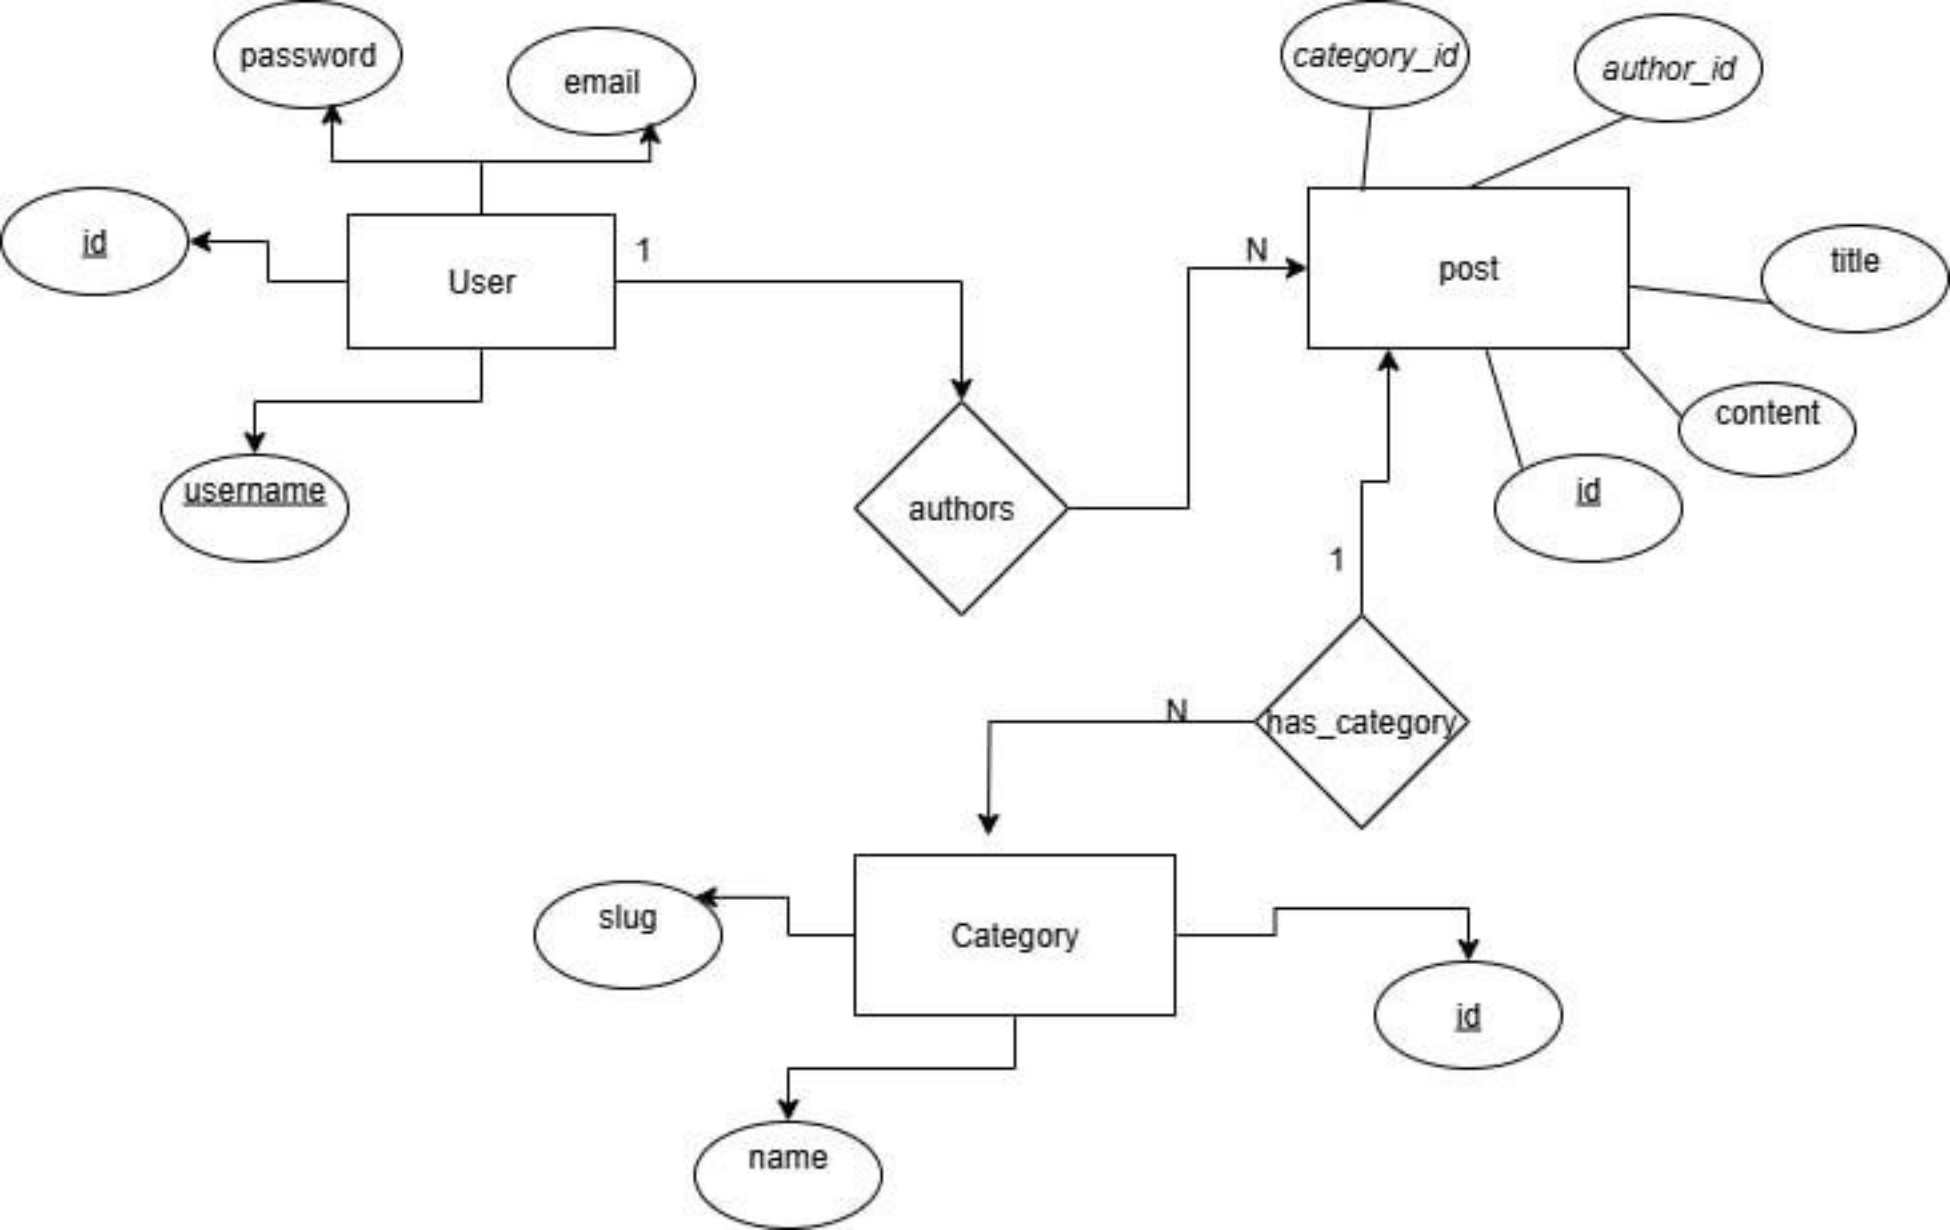 password
email
category_id
author_id
id
User
1
N
post
title
content
username
id
authors
1
N
has_category
slug
Category
id
name